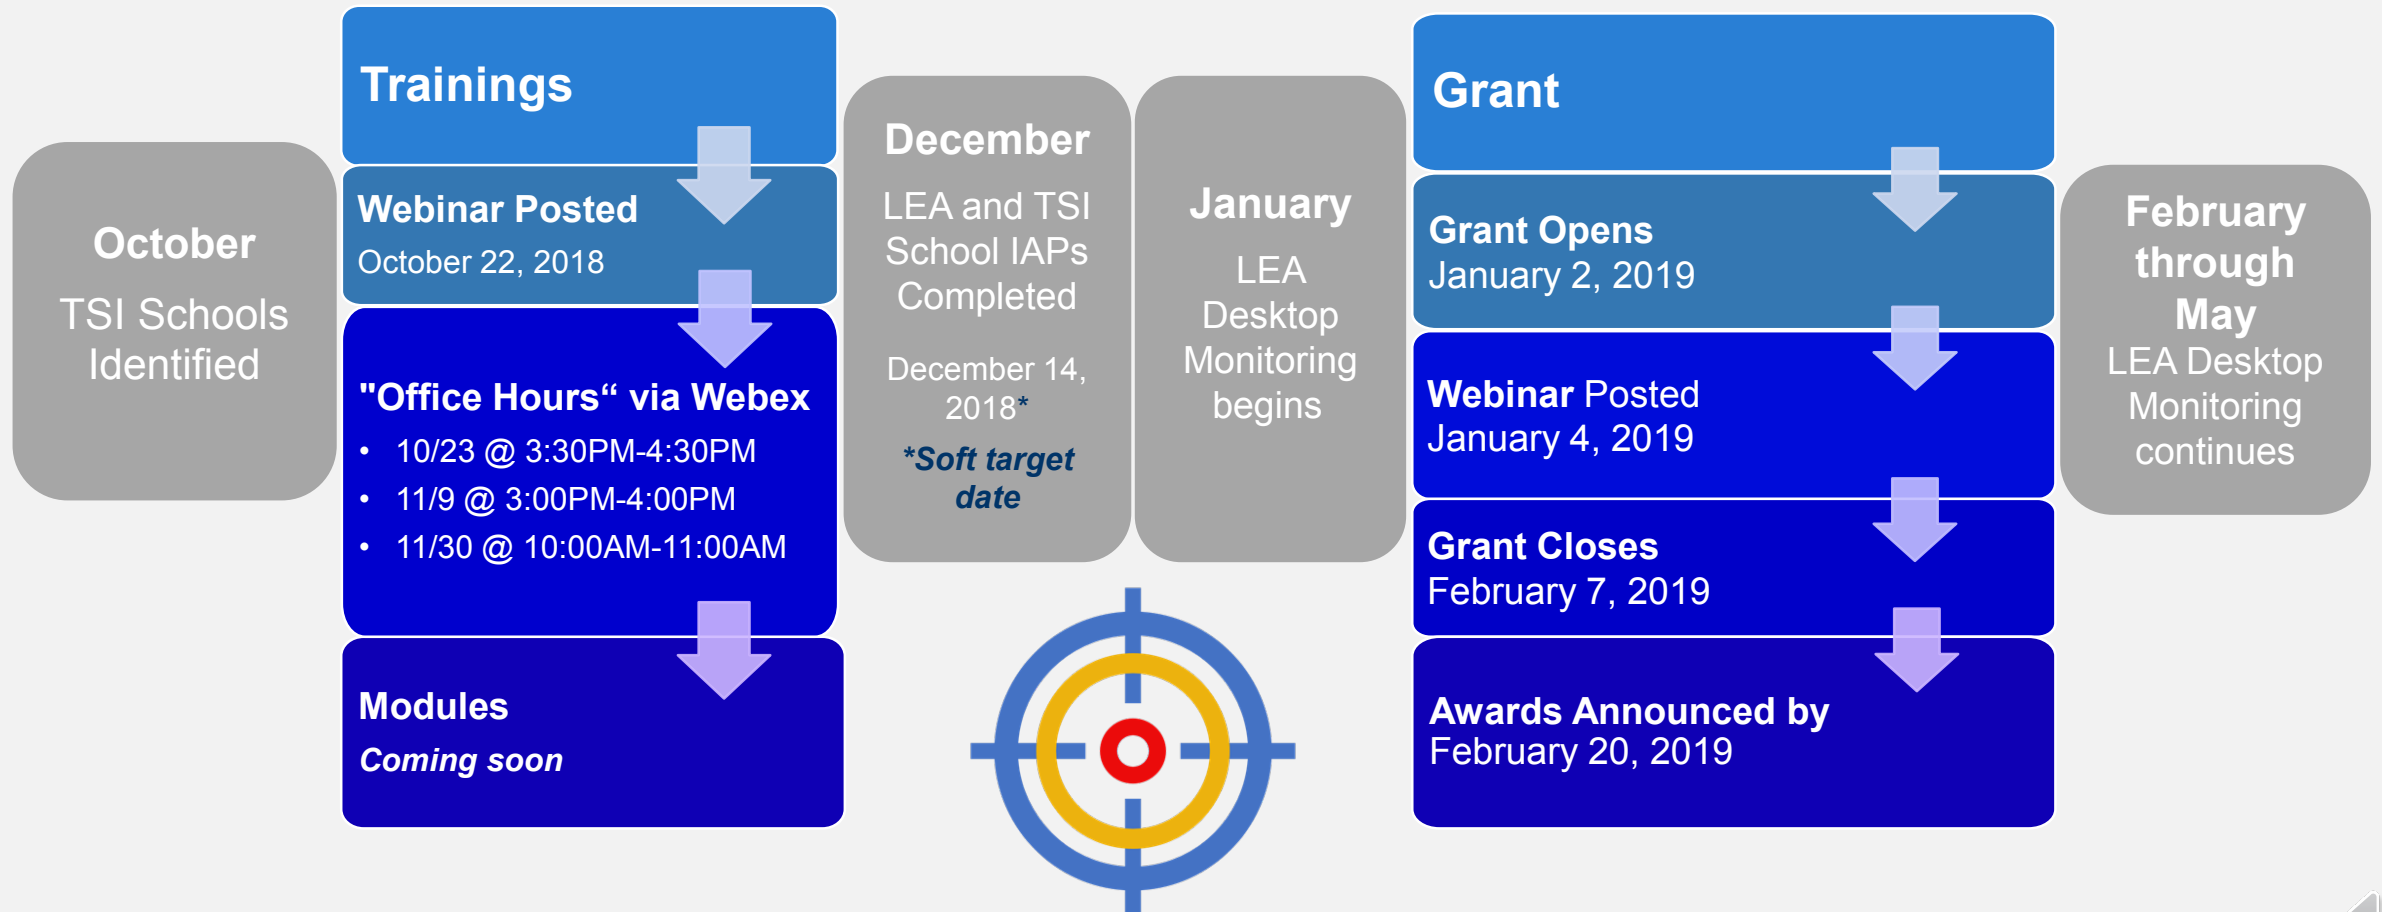 October
TSI Schools
Identified
Trainings
Webinar Posted
October 22, 2018
"Office Hours“ via Webex
• 10/23 @ 3:30PM-4:30PM
• 11/9 @ 3:00PM-4:00PM
• 11/30 @ 10:00AM-11:00AM
Modules
Coming soon
December
LEA and TSI
School IAPs
Completed
December 14,
2018*
*Soft target
date
January
LEA
Desktop
Monitoring
begins
Grant
Grant Opens
January 2, 2019
Webinar Posted
January 4, 2019
Grant Closes
February 7, 2019
Awards Announced by
February 20, 2019
February
through
May
LEA Desktop
Monitoring
continues